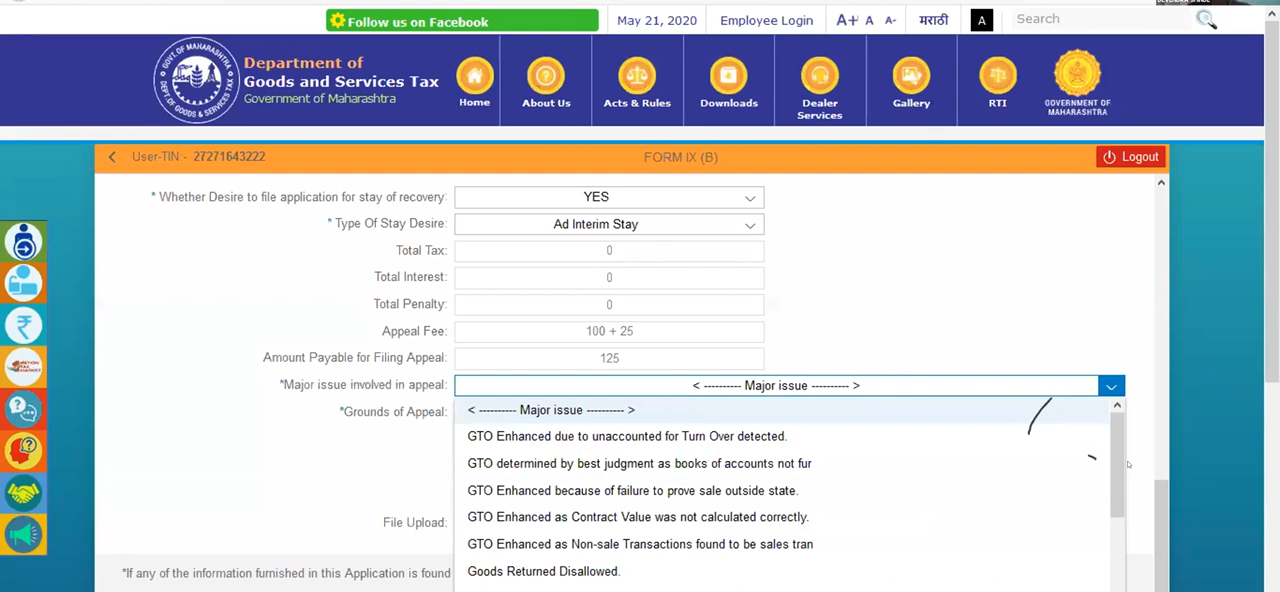 Follow us on Facebook
May 21, 2020
Employee Login
A+ A A-
मराठी
A
Search
GOVT. OF MAHARASHTRA
DEPT. OF GOODS & SERVICES TAX
Department of
Goods and Services Tax
Government of Maharashtra
Home
About Us
Acts & Rules
Downloads
Dealer
Services
Gallery
RTI
GOVERNMENT OF
MAHARASHTRA
User-TIN - 27271643222
FORM IX (B)
Logout
* Whether Desire to file application for stay of recovery: YES
* Type Of Stay Desire: Ad Interim Stay
Total Tax: 0
Total Interest: 0
Total Penalty: 0
Appeal Fee: 100 + 25
Amount Payable for Filing Appeal: 125
*Major issue involved in appeal: < ---------- Major issue ---------- >
*Grounds of Appeal:
< ---------- Major issue ---------- >
GTO Enhanced due to unaccounted for Turn Over detected.
GTO determined by best judgment as books of accounts not fur
GTO Enhanced because of failure to prove sale outside state.
GTO Enhanced as Contract Value was not calculated correctly.
GTO Enhanced as Non-sale Transactions found to be sales tran
Goods Returned Disallowed.
File Upload:
*If any of the information furnished in this Application is found